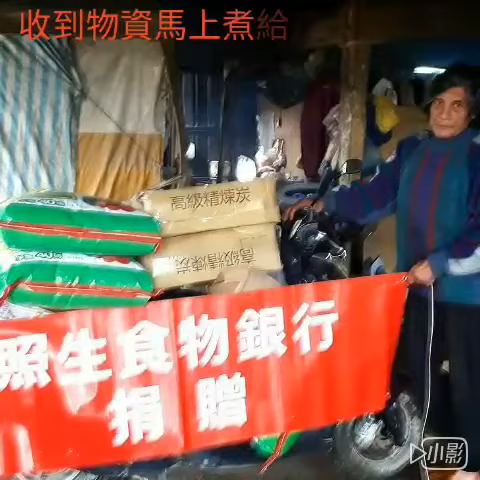 收到物資馬上煮給
高級精煉炭
高級精煉炭
照生食物銀行
捐贈
小影